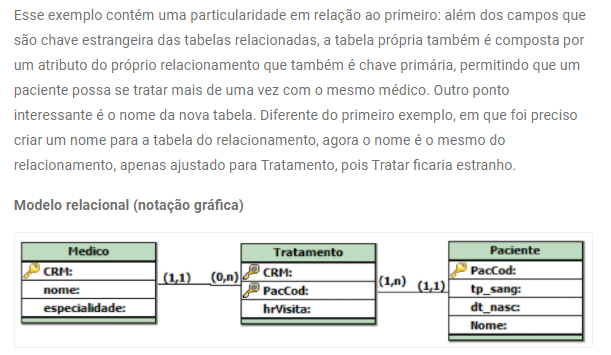 Esse exemplo contém uma particularidade em relação ao primeiro: além dos campos que
são chave estrangeira das tabelas relacionadas, a tabela própria também é composta por
um atributo do próprio relacionamento que também é chave primária, permitindo que um
paciente possa se tratar mais de uma vez com o mesmo médico. Outro ponto
interessante é o nome da nova tabela. Diferente do primeiro exemplo, em que foi preciso
criar um nome para a tabela do relacionamento, agora o nome é o mesmo do
relacionamento, apenas ajustado para Tratamento, pois Tratar ficaria estranho.
Modelo relacional (notação gráfica)
Medico
CRM:
nome:
especialidade:
(1,1)
(0,n)
Tratamento
CRM:
PacCod:
hrVisita:
(1,n)
(1,1)
Paciente
PacCod:
tp_sang:
dt_nasc:
Nome: